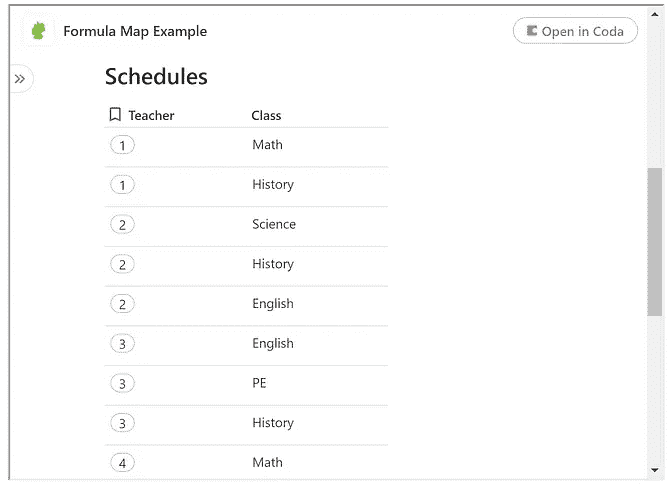 Formula Map Example
Open in Coda
Schedules
Teacher Class
1 Math
1 History
2 Science
2 History
2 English
3 English
3 PE
3 History
4 Math